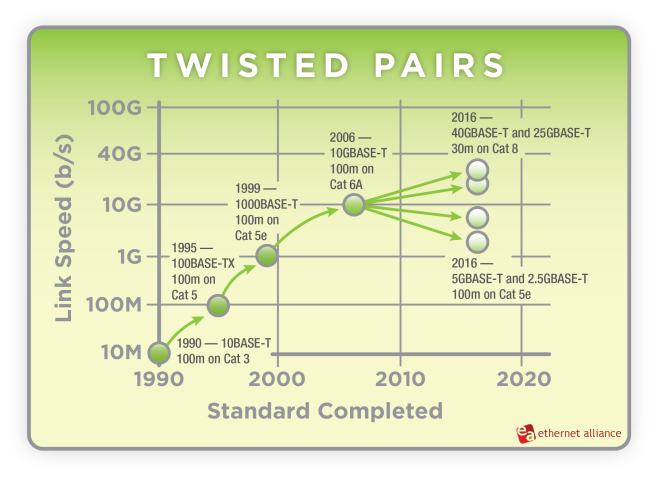 TWISTED PAIRS
Link Speed (b/s)
100G
40G
10G
1G
100M
10M
1990 — 10BASE-T
100m on Cat 3
1995 —
100BASE-TX
100m on
Cat 5
1999 —
1000BASE-T
100m on
Cat 5e
2006 —
10GBASE-T
100m on
Cat 6A
2016 —
40GBASE-T and 25GBASE-T
30m on Cat 8
2016 —
5GBASE-T and 2.5GBASE-T
100m on Cat 5e
1990
2000
2010
2020
Standard Completed
ea ethernet alliance